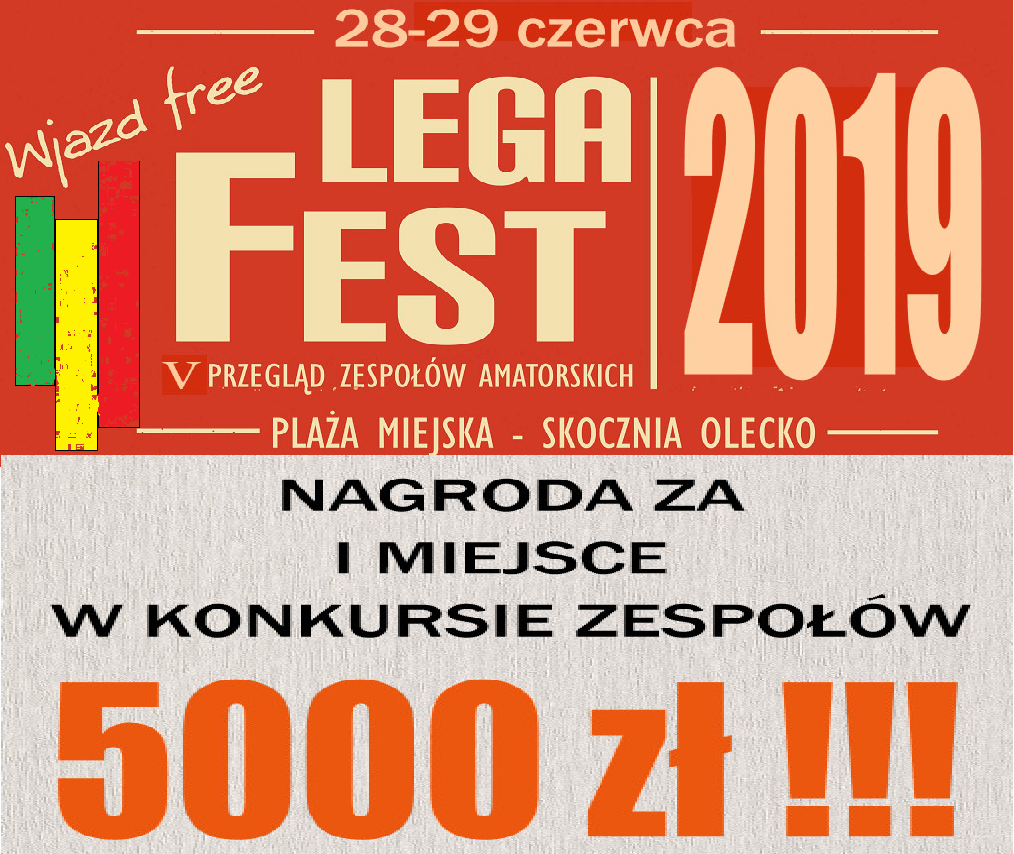 28-29 czerwca
Wjazd free
LEGA
FEST
2019
V PRZEGLĄD ZESPOŁÓW AMATORSKICH
PLAŻA MIEJSKA - SKOCZNIA OLECKO
NAGRODA ZA
I MIEJSCE
W KONKURSIE ZESPOŁÓW
5000 zł !!!